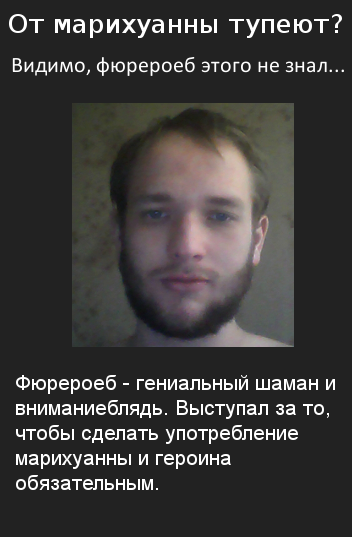 От марихуанны тупеют?
Видимо, фюрероеб этого не знал...
Фюрероеб - гениальный шаман и
вниманиеблядь. Выступал за то,
чтобы сделать употребление
марихуанны и героина
обязательным.